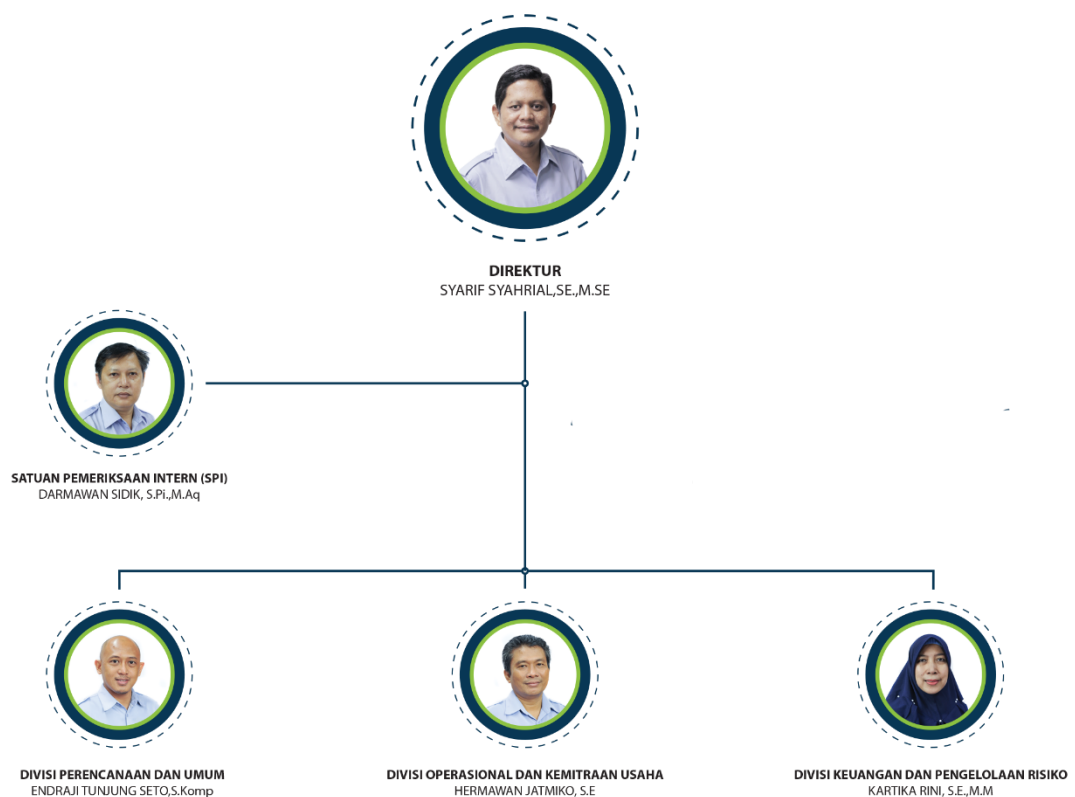 DIREKTUR
SYARIF SYAHRIAL,SE.,M.SE
SATUAN PEMERIKSAAN INTERN (SPI)
DARMAWAN SIDIK, S.Pi.,M.Aq
DIVISI PERENCANAAN DAN UMUM
ENDRAJI TUNJUNG SETO,S.Komp
DIVISI OPERASIONAL DAN KEMITRAAN USAHA
HERMAWAN JATMIKO, S.E
DIVISI KEUANGAN DAN PENGELOLAAN RISIKO
KARTIKA RINI, S.E.,M.M